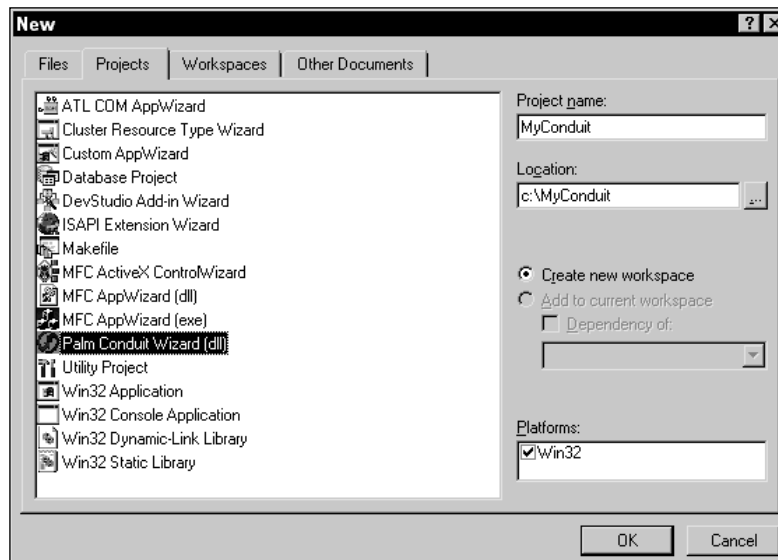 New
Files Projects Workspaces Other Documents
ATL COM AppWizard
Cluster Resource Type Wizard
Custom AppWizard
Database Project
DevStudio Add-in Wizard
ISAPI Extension Wizard
Makefile
MFC ActiveX ControlWizard
MFC AppWizard (dll)
MFC AppWizard (exe)
Palm Conduit Wizard (dll)
Utility Project
Win32 Application
Win32 Console Application
Win32 Dynamic-Link Library
Win32 Static Library
Project name:
MyConduit
Location:
c:\MyConduit
...
Create new workspace
Add to current workspace
Dependency of:
Platforms:
Win32
OK Cancel